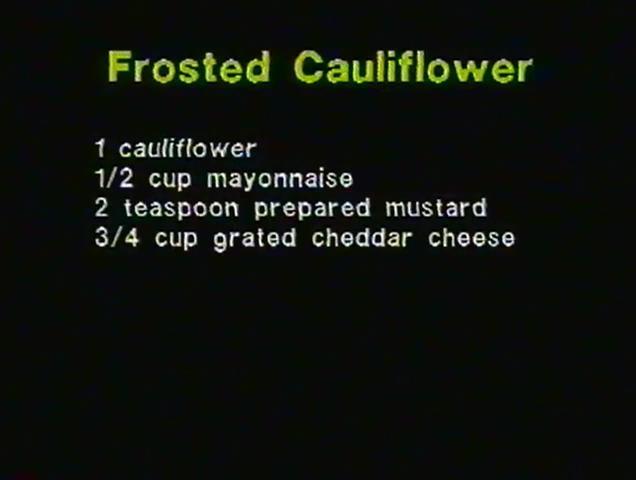 Frosted Cauliflower
1 cauliflower
1/2 cup mayonnaise
2 teaspoon prepared mustard
3/4 cup grated cheddar cheese